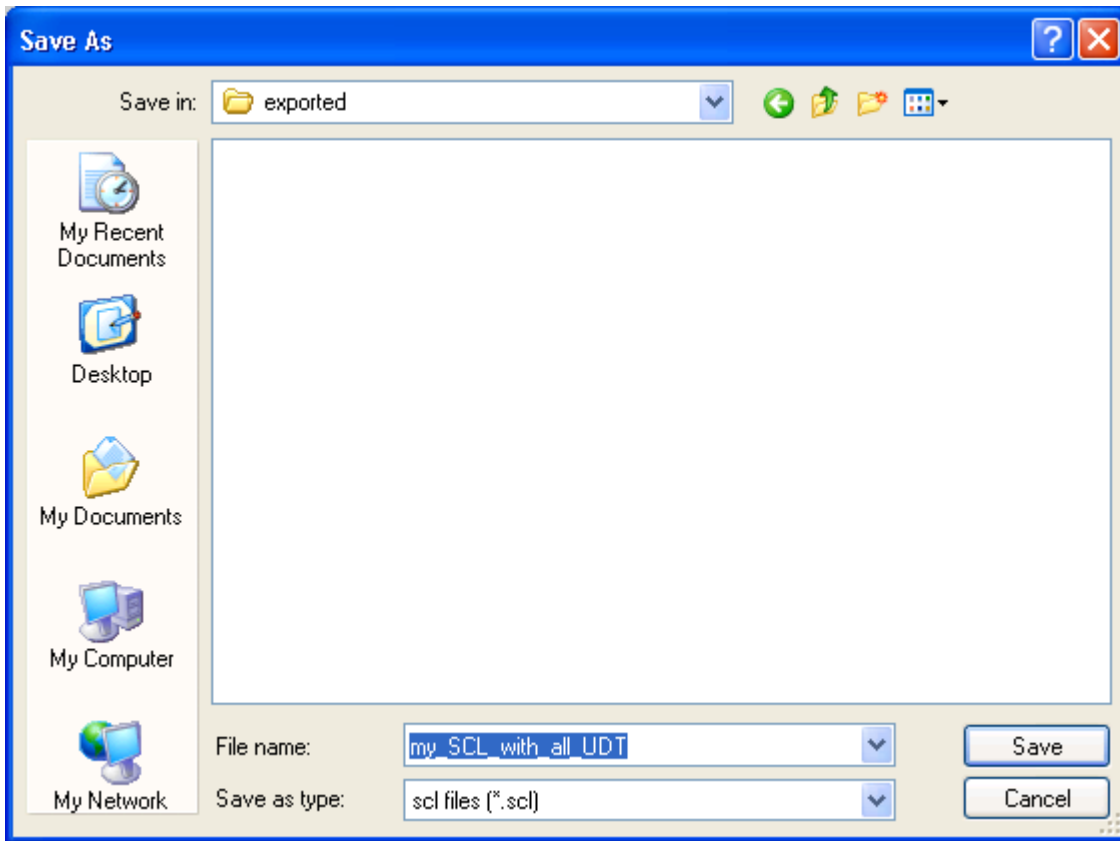 Save As
Save in:
exported
My Recent
Documents
Desktop
My Documents
My Computer
My Network
File name:
my_SCL_with_all_UDT
Save
Save as type:
scl files (*.scl)
Cancel